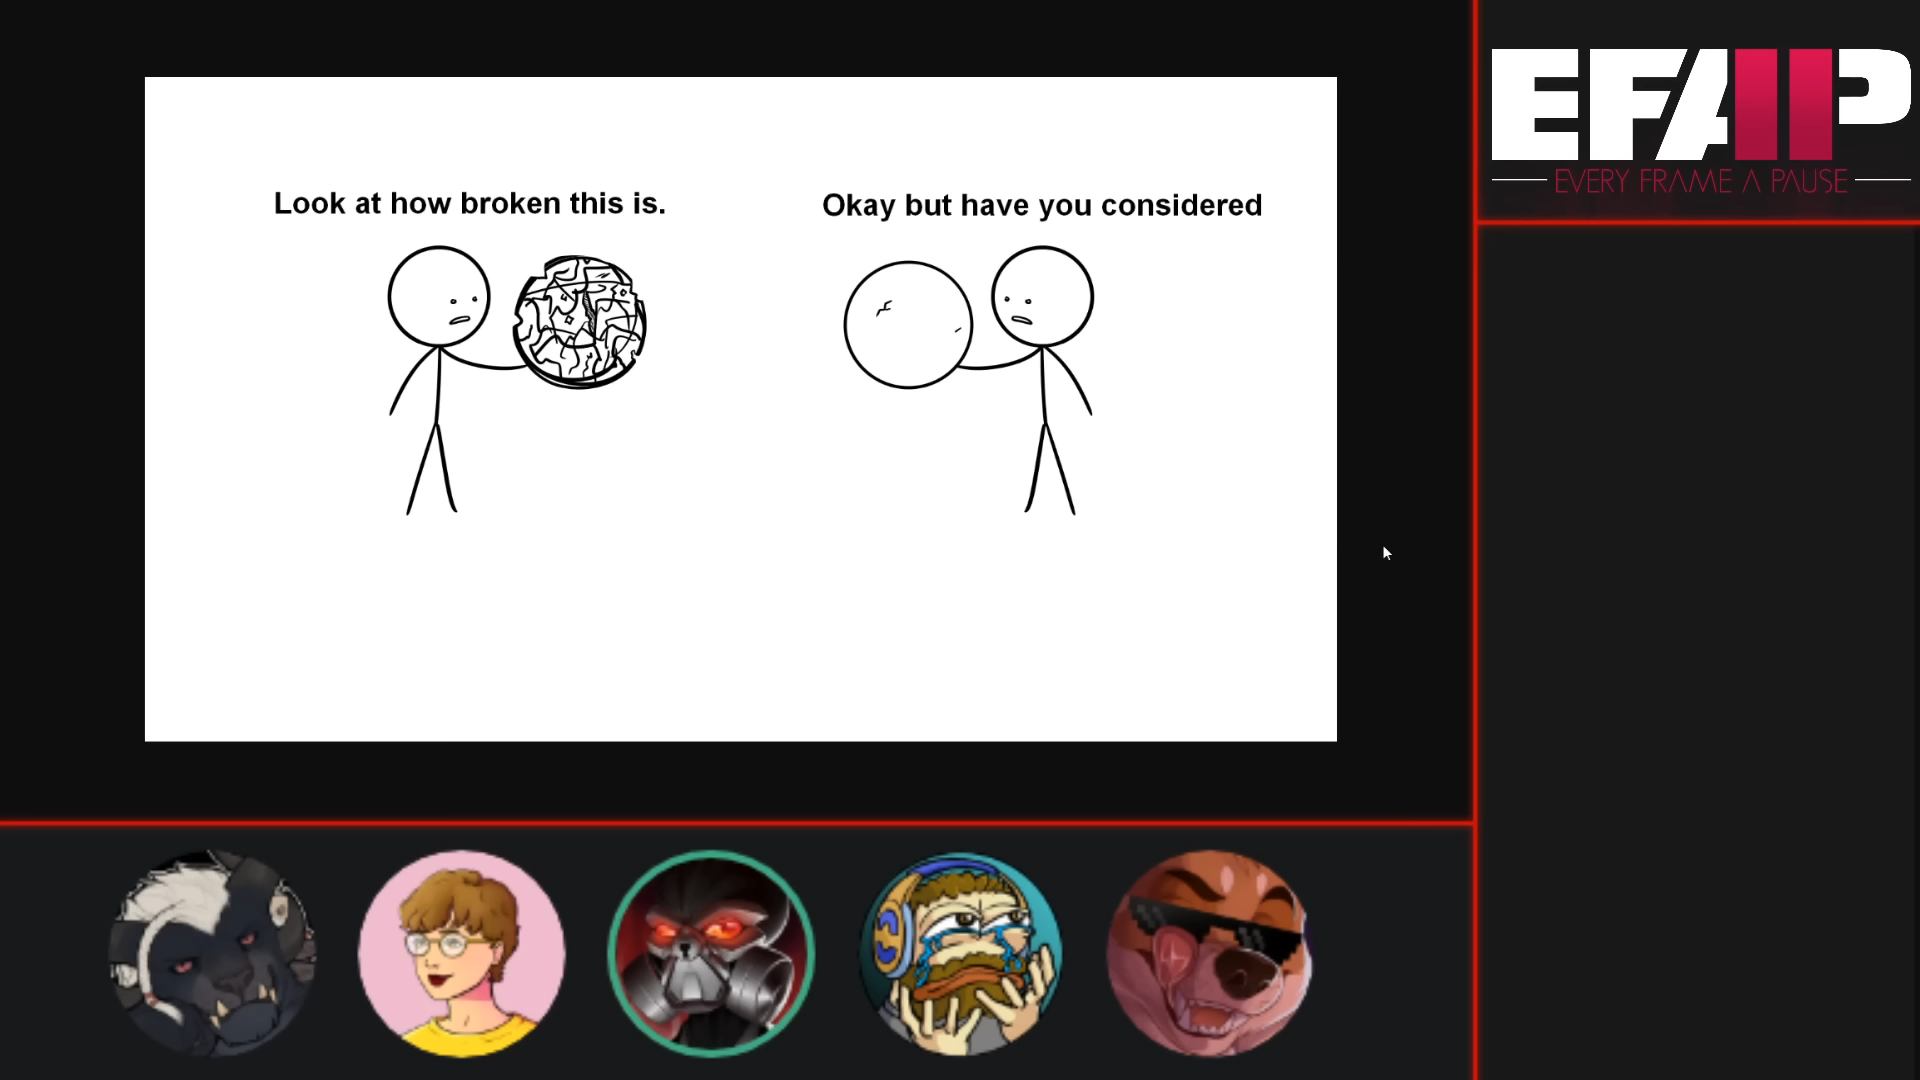 Look at how broken this is.
Okay but have you considered
EFAP
EVERY FRAME A PAUSE